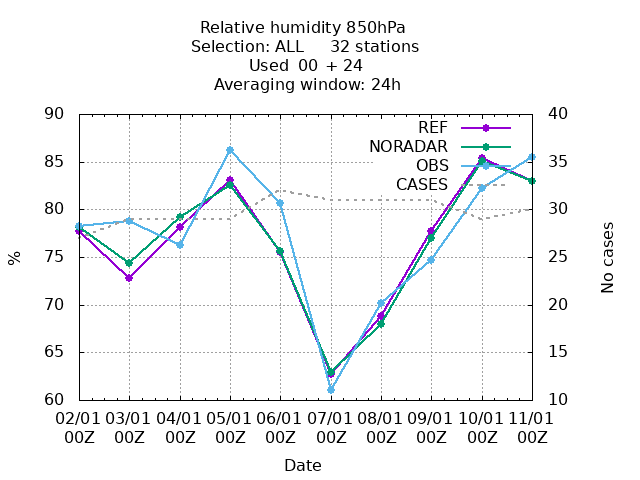 Relative humidity 850hPa
Selection: ALL 32 stations
Used 00 + 24
Averaging window: 24h
90 40
REF
NORADAR
OBS
CASES
85 35
80 30
75 25
70 20
65 15
60 10
%
No cases
02/01 03/01 04/01 05/01 06/01 07/01 08/01 09/01 10/01 11/01
00Z 00Z 00Z 00Z 00Z 00Z 00Z 00Z 00Z 00Z
Date